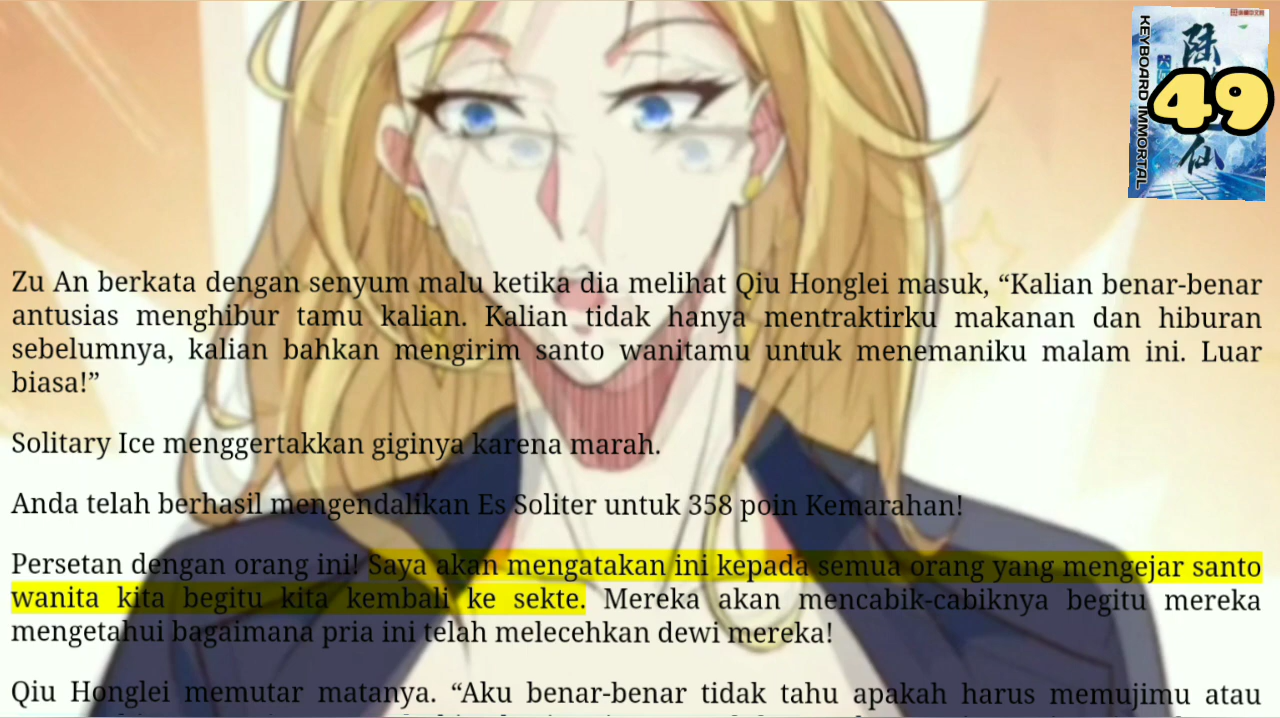 KEYBOARD IMMORTAL
49
Zu An berkata dengan senyum malu ketika dia melihat Qiu Honglei masuk, “Kalian benar-benar
antusias menghibur tamu kalian. Kalian tidak hanya mentraktirku makanan dan hiburan
sebelumnya, kalian bahkan mengirim santo wanitamu untuk menemaniku malam ini. Luar
biasa!”
Solitary Ice menggertakkan giginya karena marah.
Anda telah berhasil mengendalikan Es Soliter untuk 358 poin Kemarahan!
Persetan dengan orang ini! Saya akan mengatakan ini kepada semua orang yang mengejar santo
wanita kita begitu kita kembali ke sekte. Mereka akan mencabik-cabiknya begitu mereka
mengetahui bagaimana pria ini telah melecehkan dewi mereka!
Qiu Honglei memutar matanya. “Aku benar-benar tidak tahu apakah harus memujimu atau